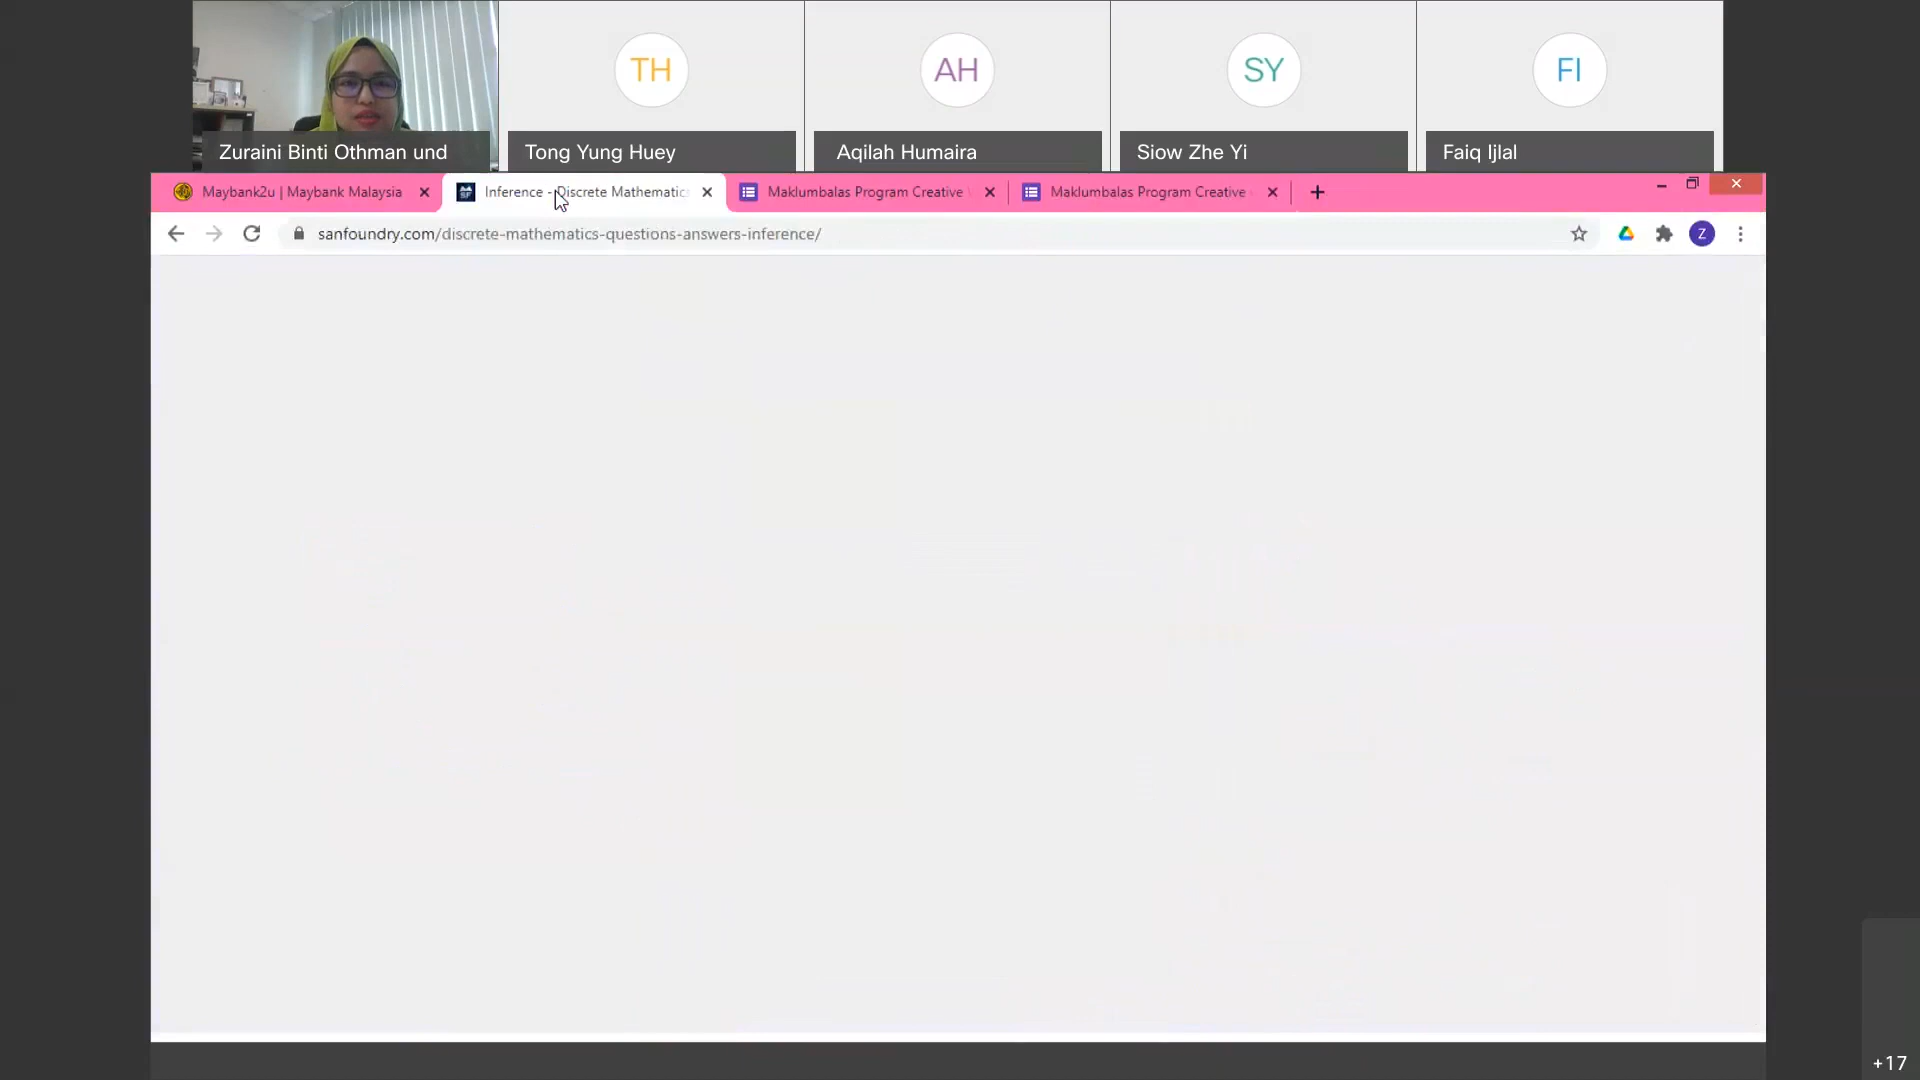 TH
AH
SY
FI
Zuraini Binti Othman und
Tong Yung Huey
Aqilah Humaira
Siow Zhe Yi
Faiq Ijlal
Maybank2u | Maybank Malaysia
Inference - Discrete Mathematics
Maklumbalas Program Creative
Maklumbalas Program Creative
sanfoundry.com/discrete-mathematics-questions-answers-inference/
Z
+17